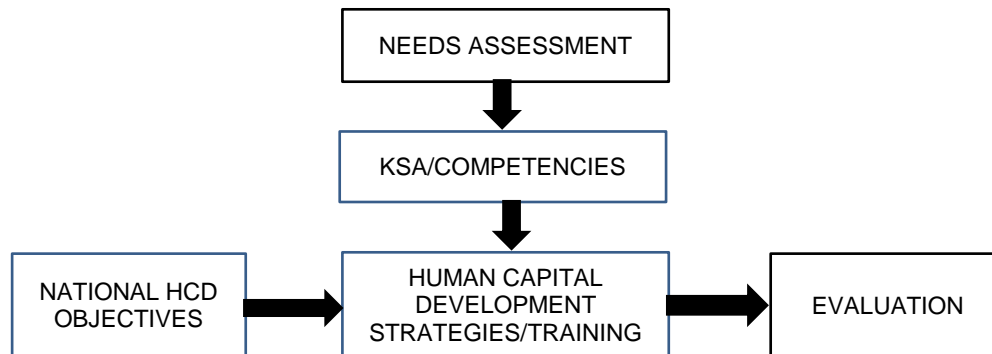 NEEDS ASSESSMENT
KSA/COMPETENCIES
NATIONAL HCD
OBJECTIVES
HUMAN CAPITAL
DEVELOPMENT
STRATEGIES/TRAINING
EVALUATION